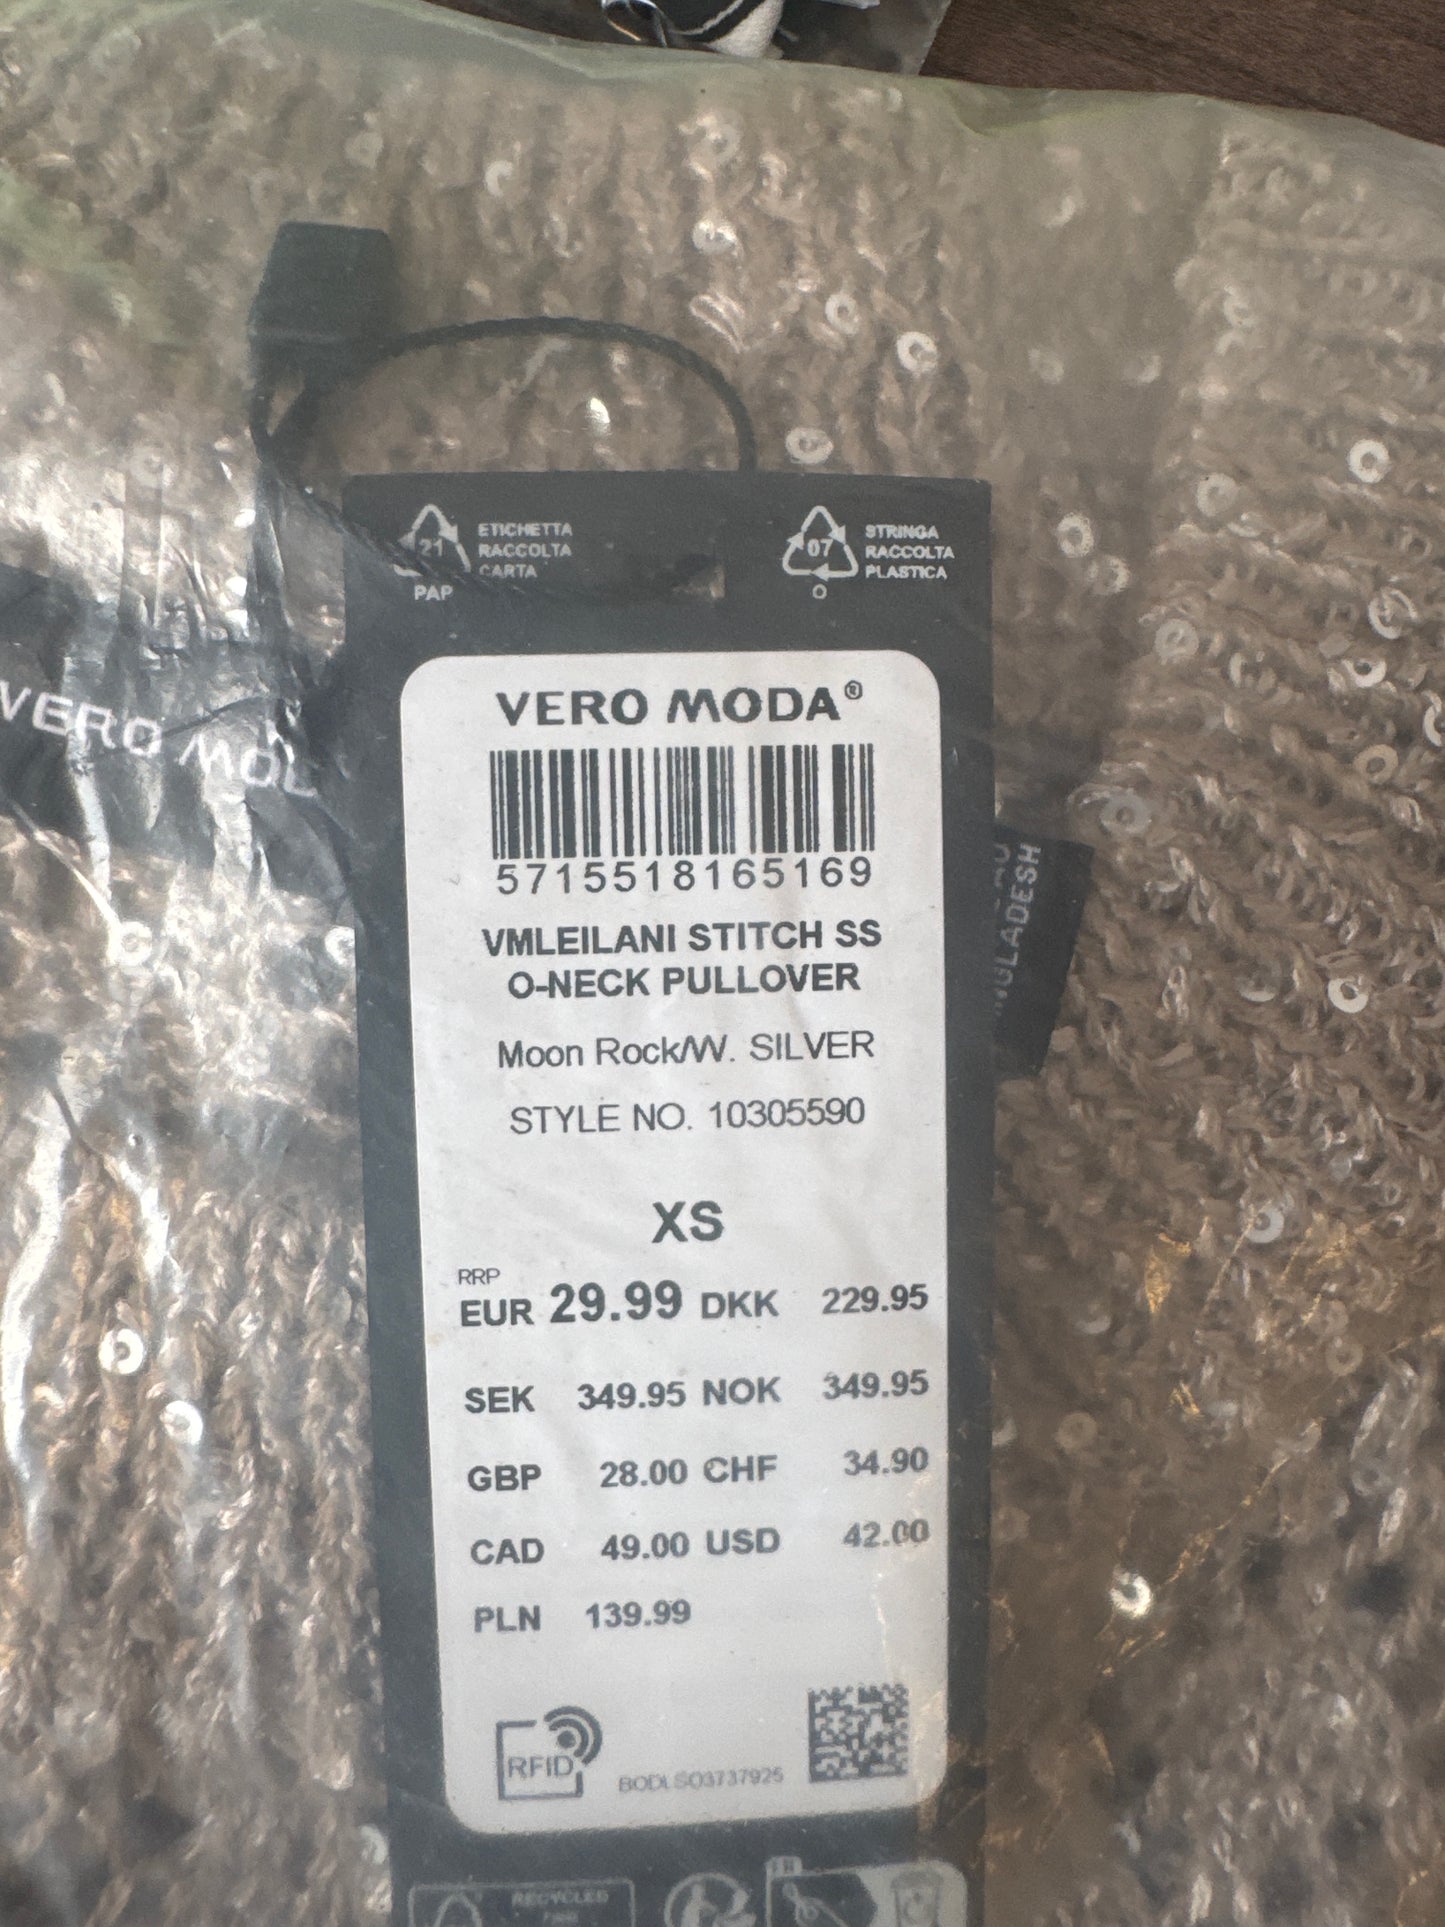 21
PAP
ETICHETTA
RACCOLTA
CARTA
07
O
STRINGA
RACCOLTA
PLASTICA
VERO MODA®
5715518165169
VMLEILANI STITCH SS
O-NECK PULLOVER
Moon Rock/W. SILVER
STYLE NO. 10305590
XS
RRP
EUR 29.99 DKK 229.95
SEK 349.95 NOK 349.95
GBP 28.00 CHF 34.90
CAD 49.00 USD 42.00
PLN 139.99
RFID
BODLSO3737925
RECYCLED
FR
VERO MOD
NGLADESH